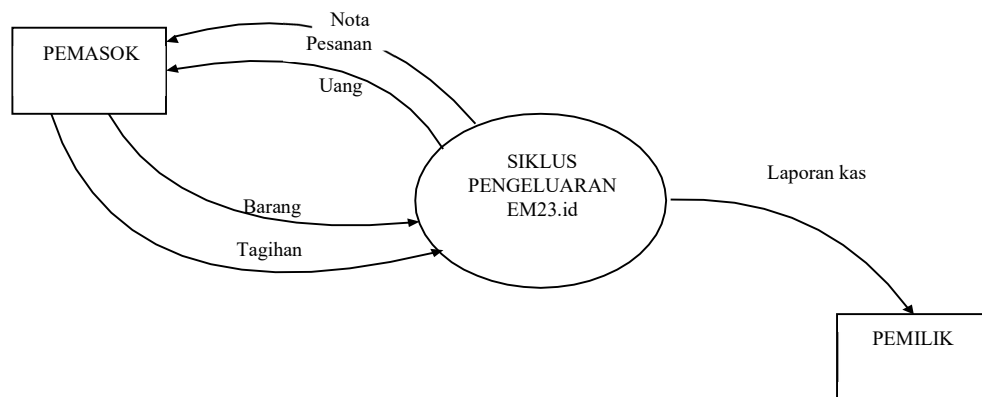 Nota
Pesanan
PEMASOK
Uang
SIKLUS
PENGELUARAN
EM23.id
Laporan kas
Barang
Tagihan
PEMILIK